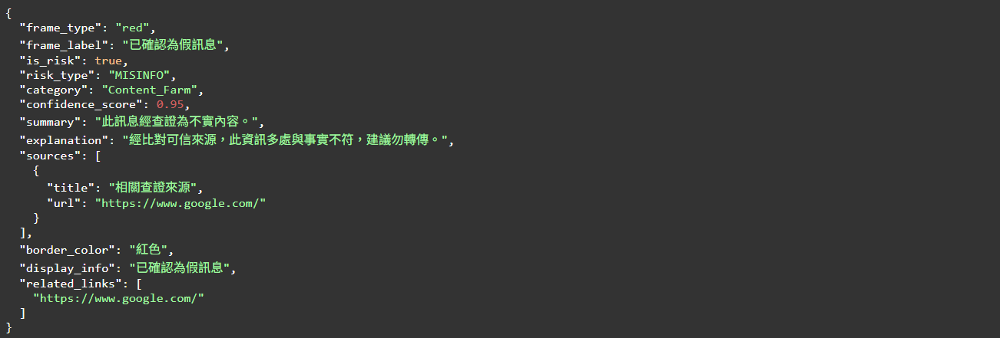 {
  "frame_type": "red",
  "frame_label": "已確認為假訊息",
  "is_risk": true,
  "risk_type": "MISINFO",
  "category": "Content_Farm",
  "confidence_score": 0.95,
  "summary": "此訊息經查證為不實內容。",
  "explanation": "經比對可信來源，此資訊多處與事實不符，建議勿轉傳。",
  "sources": [
    {
      "title": "相關查證來源",
      "url": "https://www.google.com/"
    }
  ],
  "border_color": "紅色",
  "display_info": "已確認為假訊息",
  "related_links": [
    "https://www.google.com/"
  ]
}